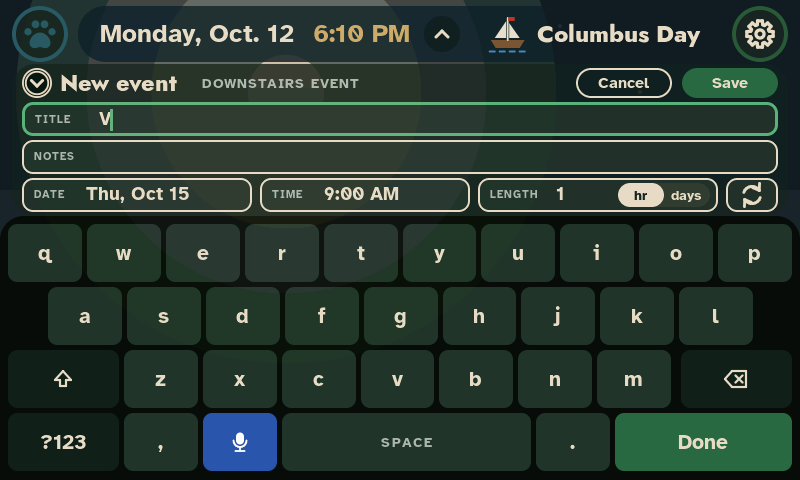 Monday, Oct. 12 6:10 PM Columbus Day
New event DOWNSTAIRS EVENT Cancel Save
TITLE V
NOTES
DATE Thu, Oct 15 TIME 9:00 AM LENGTH 1 hr days
q w e r t y u i o p
a s d f g h j k l
z x c v b n m
?123 , SPACE . Done